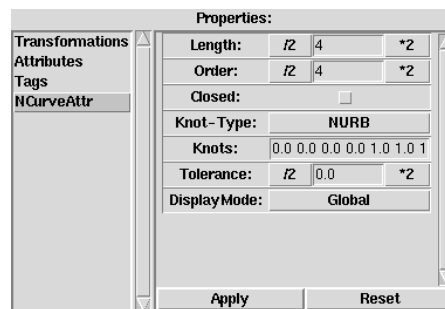 Properties:
Transformations
Attributes
Tags
NCurveAttr
Length: /2 4 *2
Order: /2 4 *2
Closed:
Knot-Type: NURB
Knots: 0.0 0.0 0.0 0.0 1.0 1.0 1
Tolerance: /2 0.0 *2
DisplayMode: Global
Apply Reset